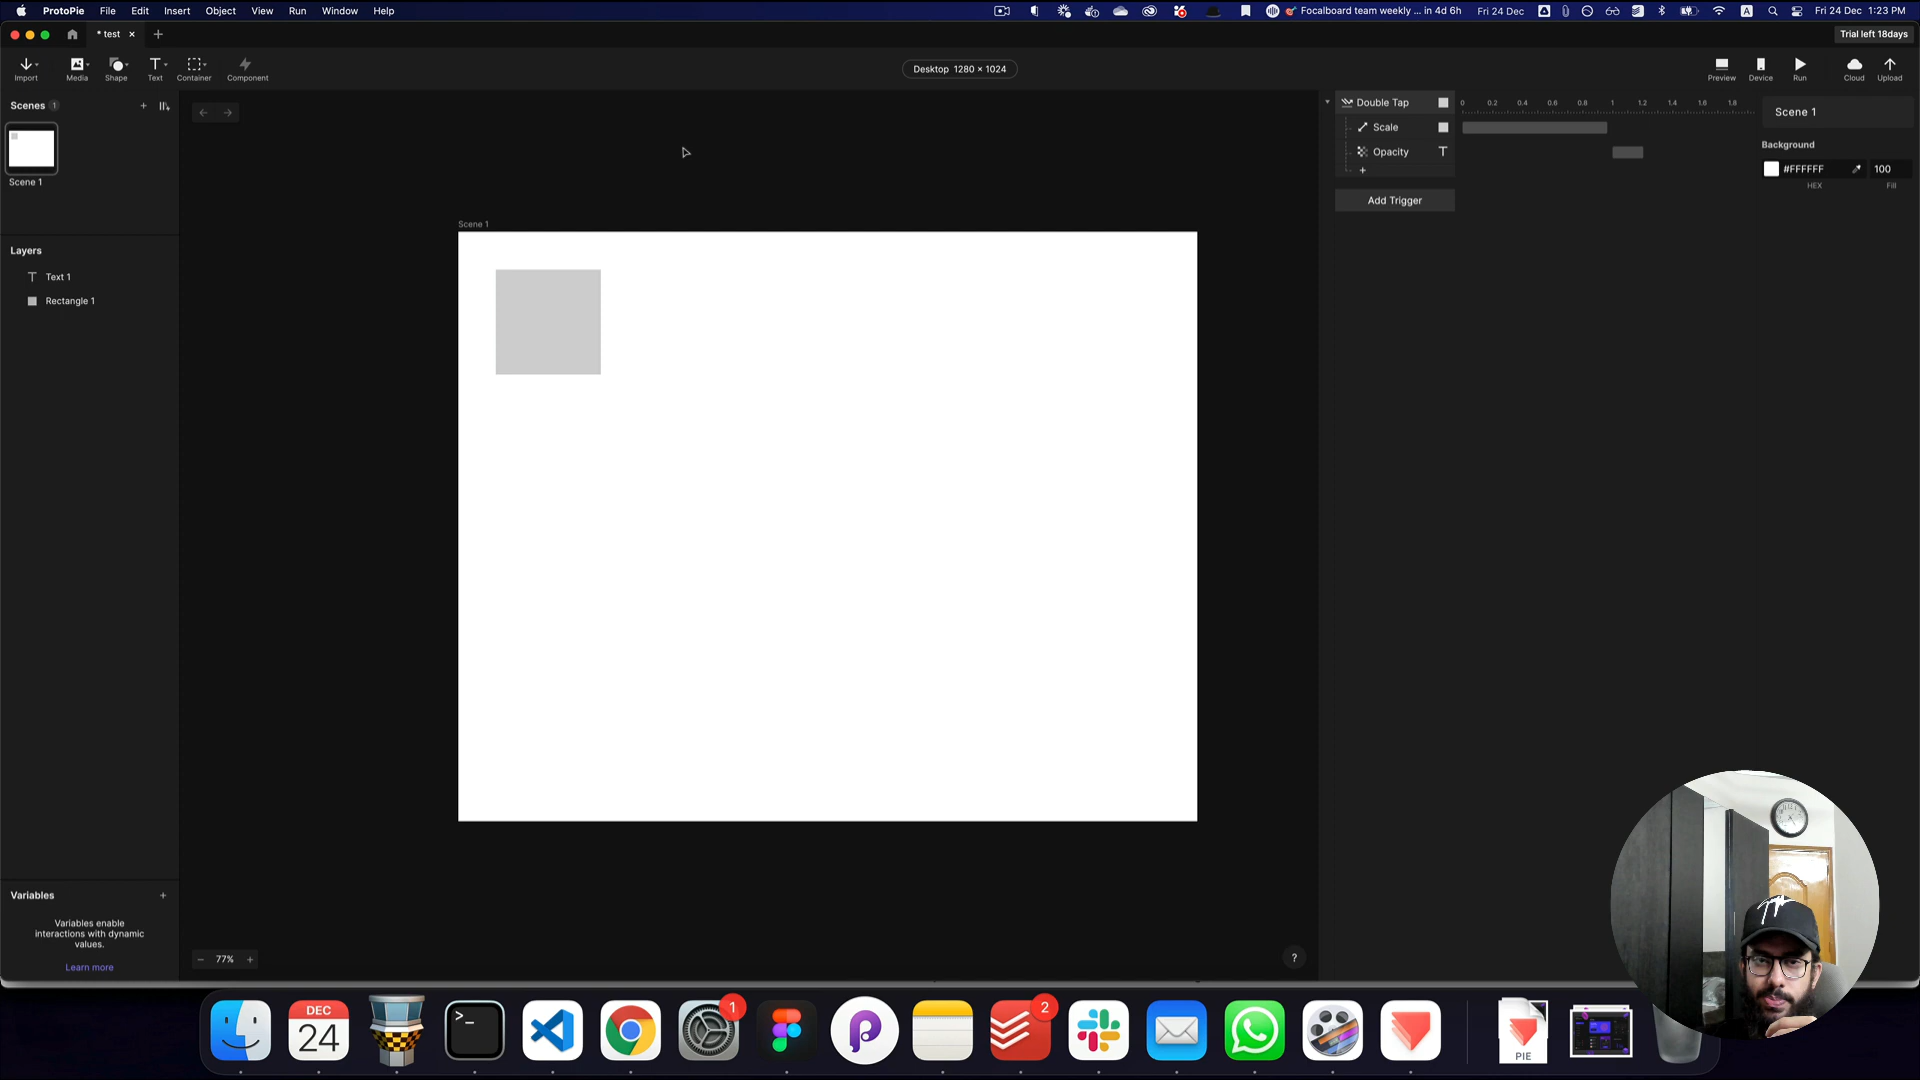 ProtoPie File Edit Insert Object View Run Window Help
Focalboard team weekly ... in 4d 6h Fri 24 Dec A Fri 24 Dec 1:23 PM
* test
Trial left 18days
Import Media Shape Text Container Component
Desktop 1280 × 1024
Preview Device Run Cloud Upload
Scenes 1
Scene 1
Layers
Text 1
Rectangle 1
Variables
Variables enable
interactions with dynamic
values.
Learn more
Scene 1
77%
?
Double Tap
Scale
Opacity
Add Trigger
0 0.2 0.4 0.6 0.8 1 1.2 1.4 1.6 1.8
Scene 1
Background
#FFFFFF 100
HEX Fill
DEC
24
1
2
PIE